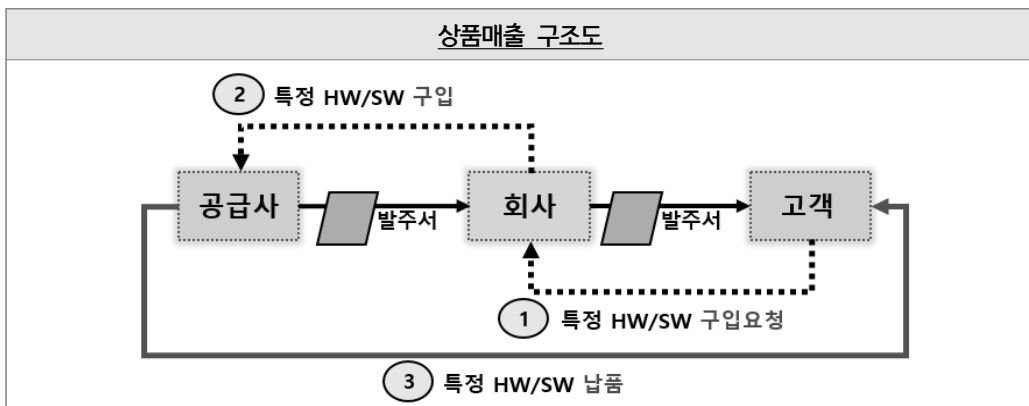 상품매출 구조도
2 특정 HW/SW 구입
공급사
발주서
회사
발주서
고객
1 특정 HW/SW 구입요청
3 특정 HW/SW 납품